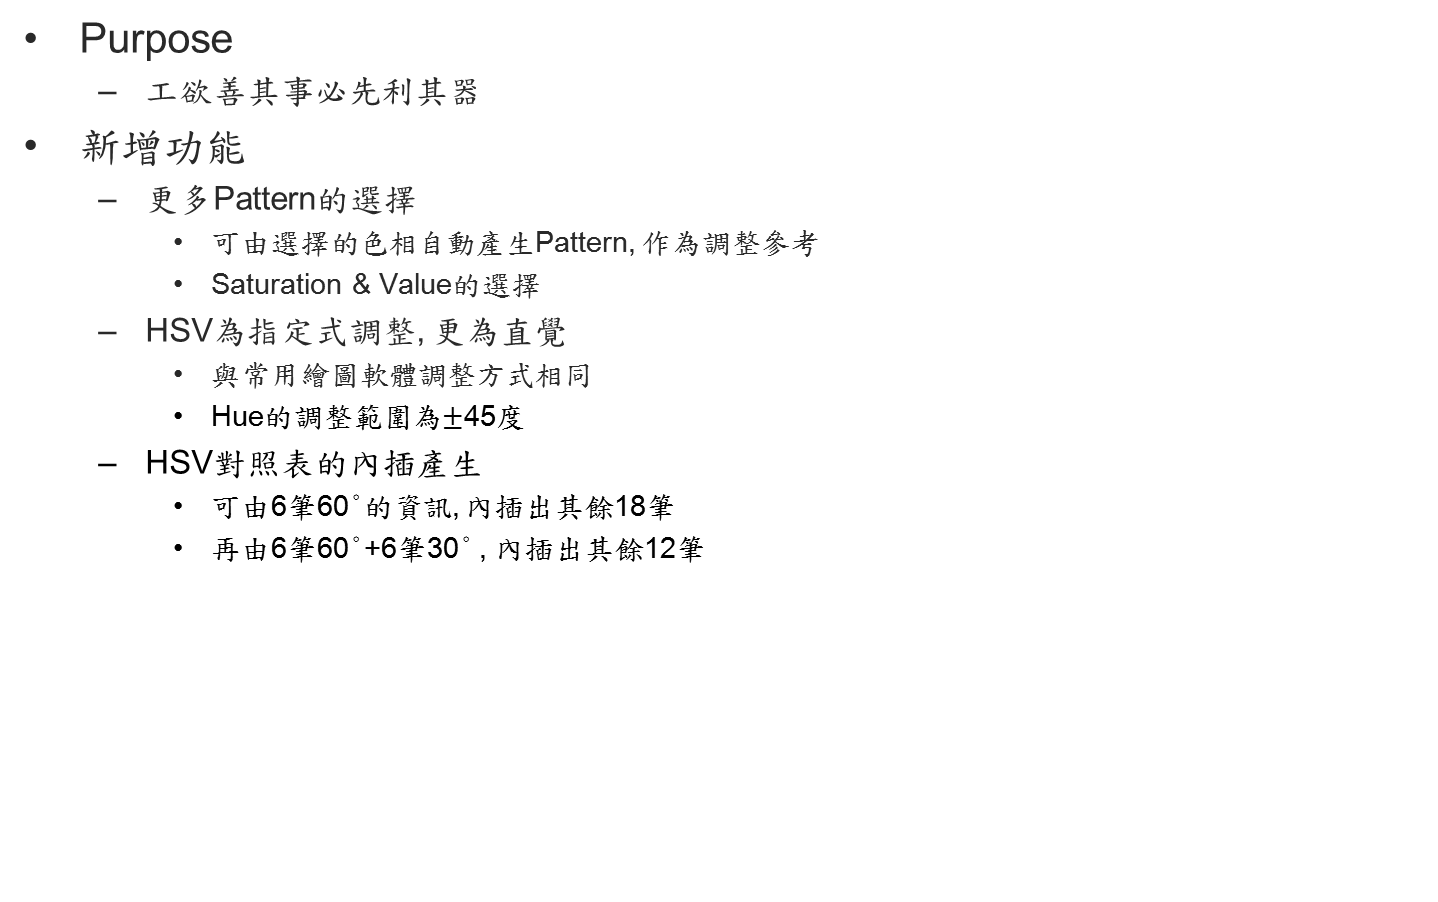 • Purpose
– 工欲善其事必先利其器
• 新增功能
– 更多Pattern的選擇
• 可由選擇的色相自動產生Pattern, 作為調整參考
• Saturation & Value的選擇
– HSV為指定式調整, 更為直覺
• 與常用繪圖軟體調整方式相同
• Hue的調整範圍為±45度
– HSV對照表的內插產生
• 可由6筆60°的資訊, 內插出其餘18筆
• 再由6筆60°+6筆30° , 內插出其餘12筆